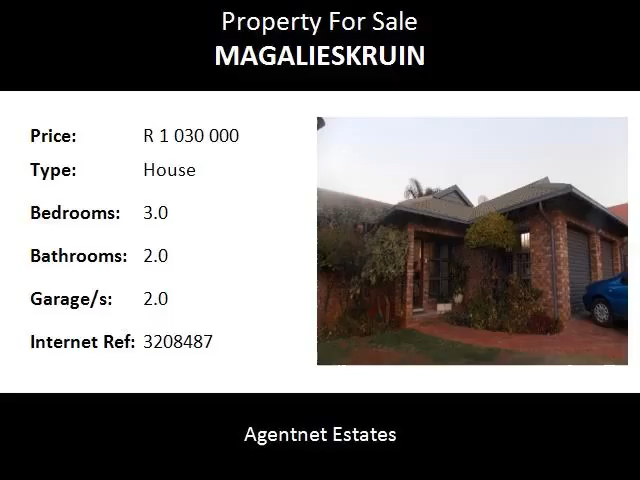 Property For Sale
MAGALIESKRUIN
Price: R 1 030 000
Type: House
Bedrooms: 3.0
Bathrooms: 2.0
Garage/s: 2.0
Internet Ref: 3208487
Agentnet Estates